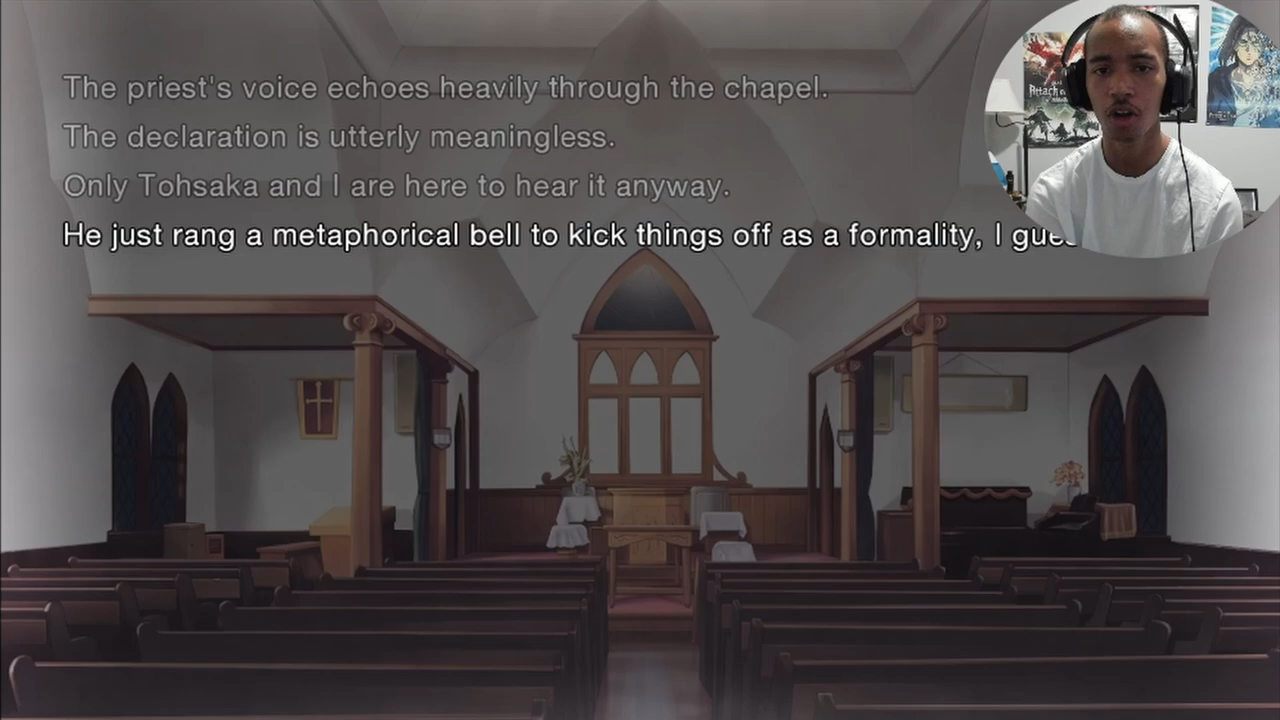 The priest's voice echoes heavily through the chapel.
The declaration is utterly meaningless.
Only Tohsaka and I are here to hear it anyway.
He just rang a metaphorical bell to kick things off as a formality, I
Attack